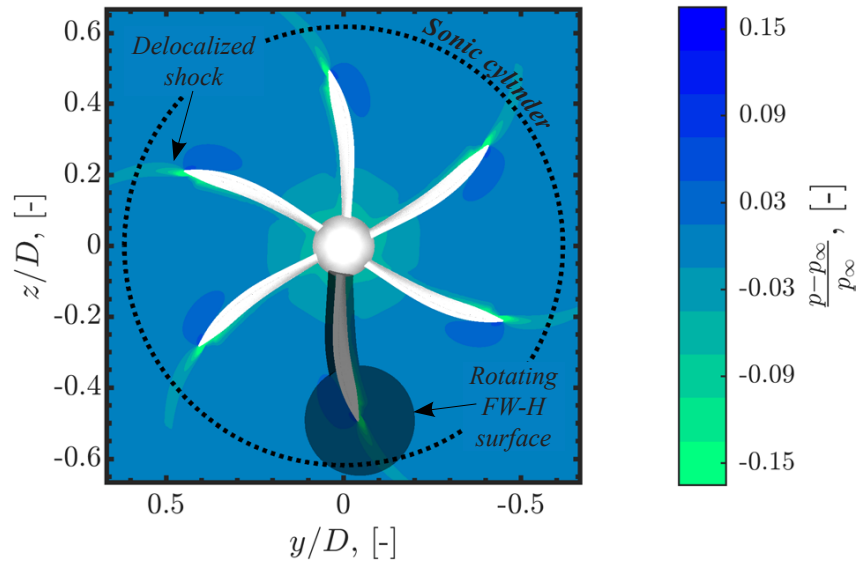 Delocalized
shock
Sonic cylinder
Rotating
FW-H
surface
0.6
0.4
0.2
0
-0.2
-0.4
-0.6
z/D, [-]
0.5
0
-0.5
y/D, [-]
0.15
0.09
0.03
-0.03
-0.09
-0.15
p−p∞
p∞
, [-]